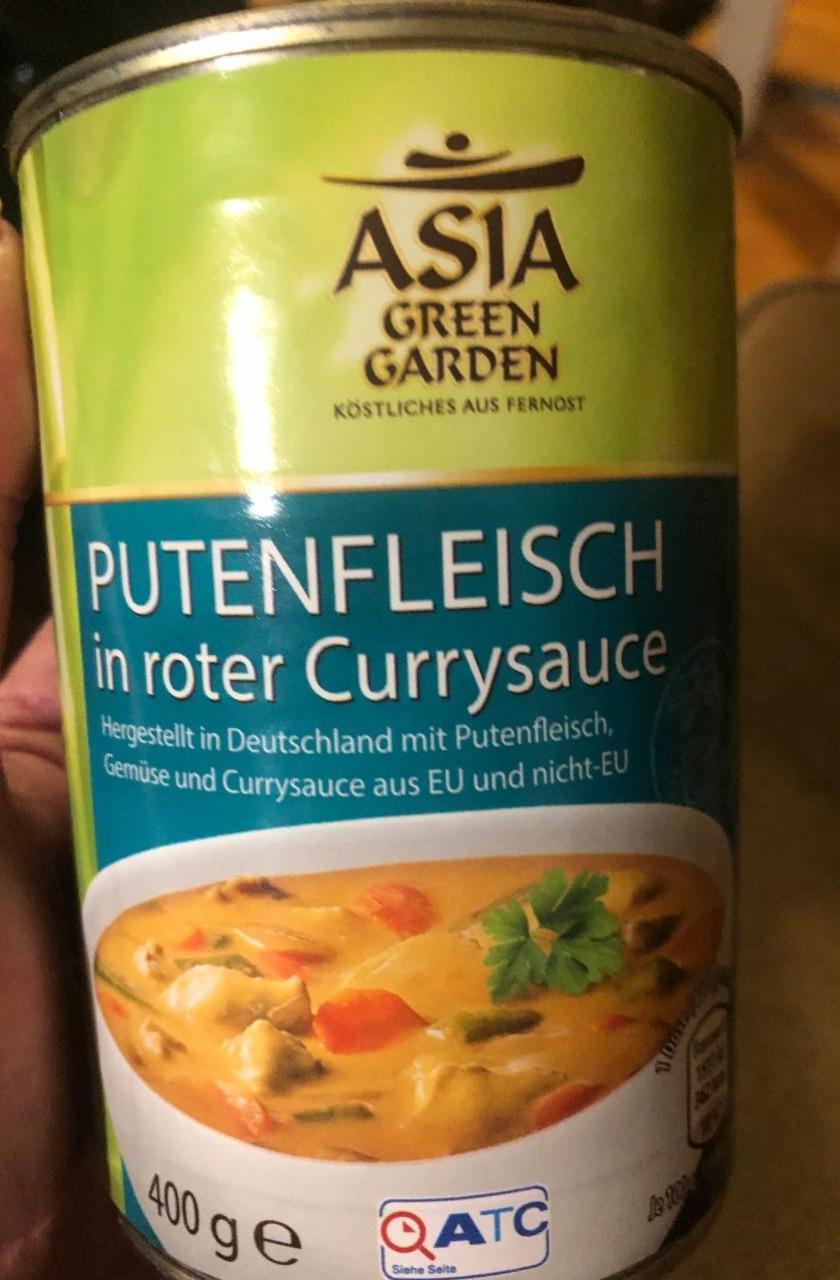 ASIA
GREEN
GARDEN
KÖSTLICHES AUS FERNOST
PUTENFLEISCH
in roter Currysauce
Hergestellt in Deutschland mit Putenfleisch,
Gemüse und Currysauce aus EU und nicht-EU
400 g e
ATC
Siehe Seite